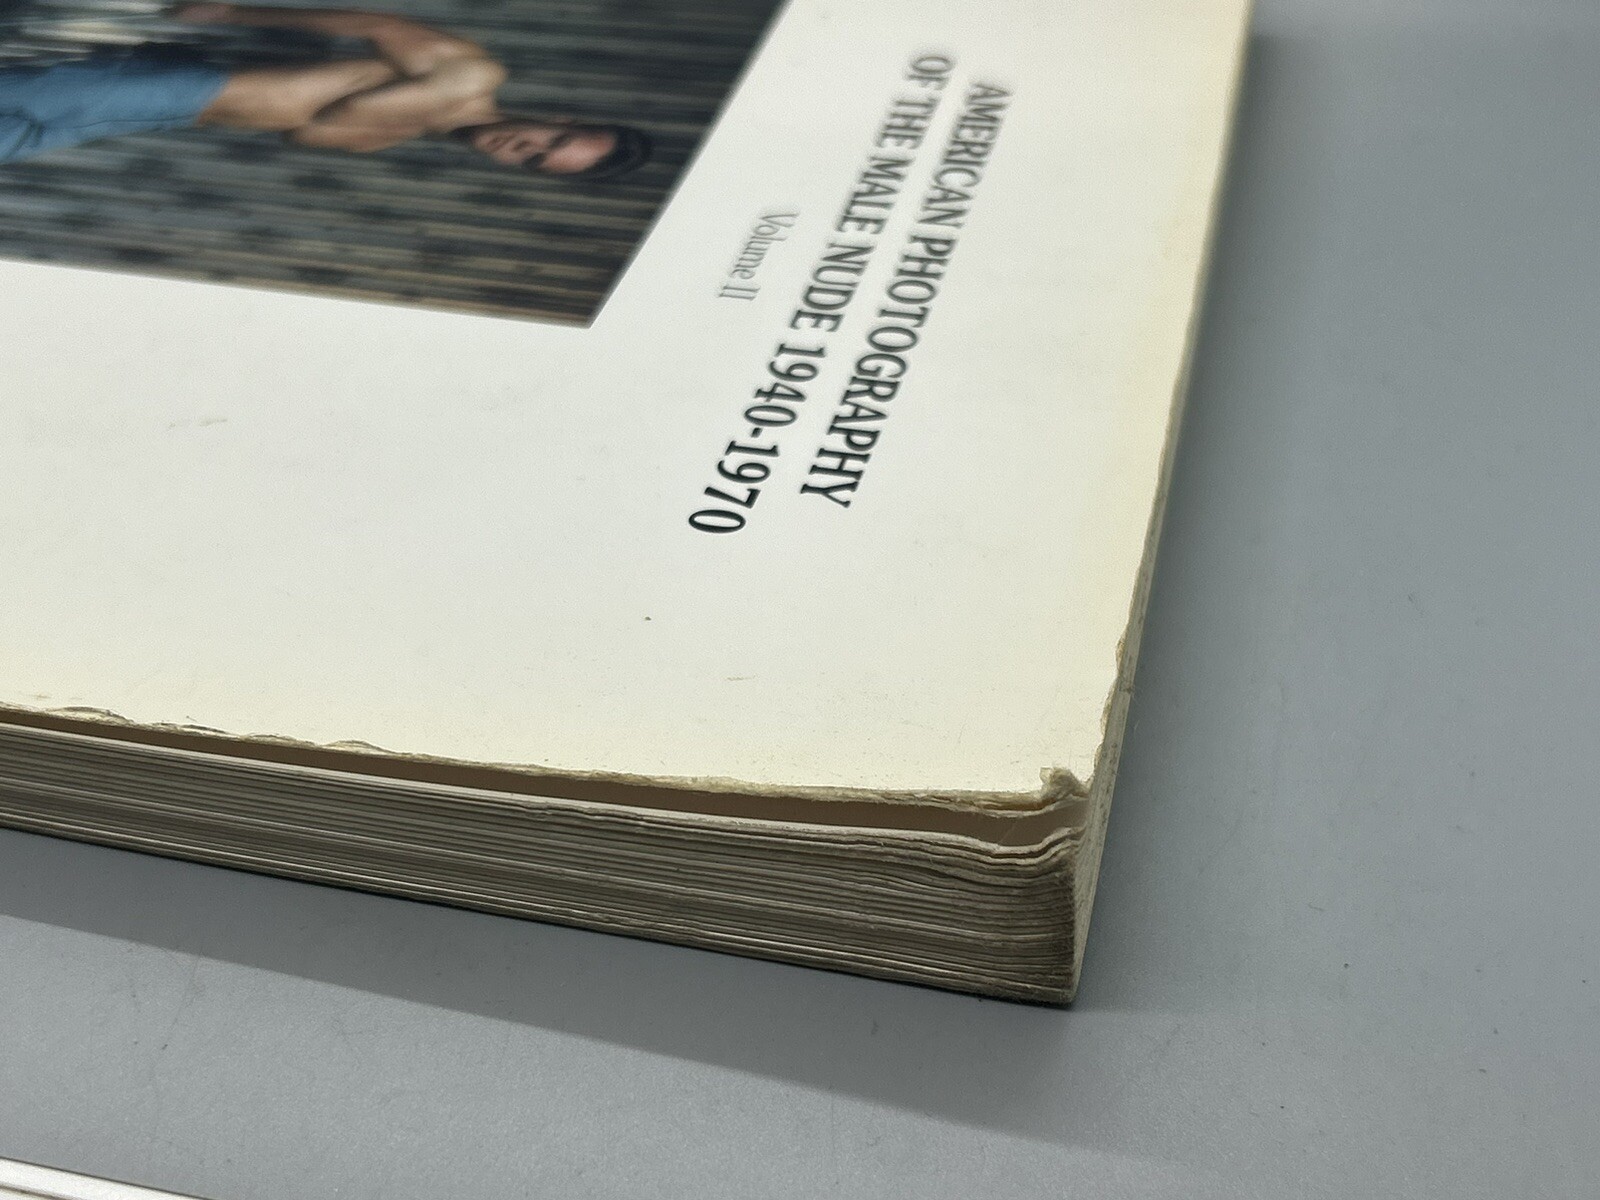 AMERICAN PHOTOGRAPHY
OF THE MALE NUDE 1940-1970
Volume II